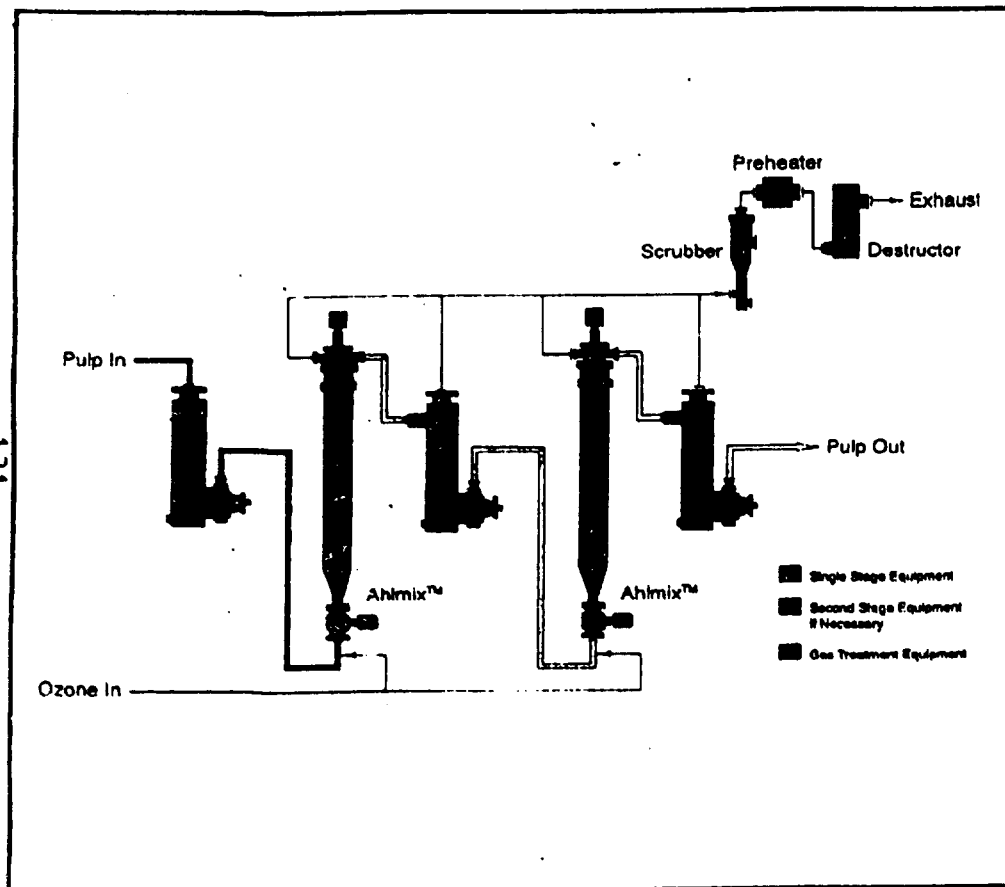 Preheater
Exhaust
Scrubber
Destructor
Pulp In
Pulp Out
Ahlmix™
Ahlmix™
Single Stage Equipment
Second Stage Equipment
If Necessary
Gas Treatment Equipment
Ozone In